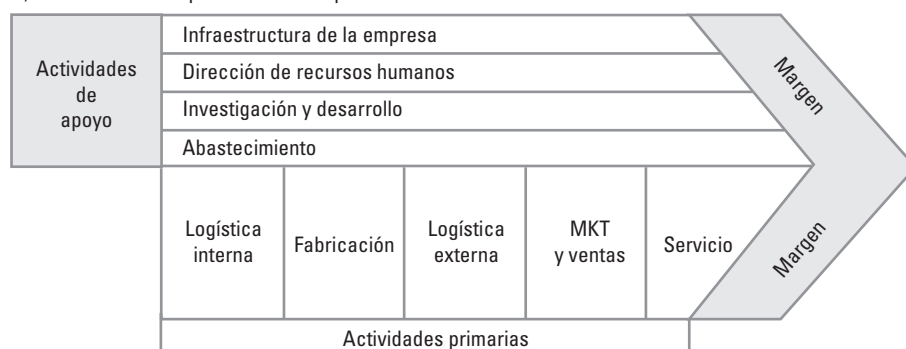 Infraestructura de la empresa
Actividades
de
apoyo
Dirección de recursos humanos
Investigación y desarrollo
Abastecimiento
Margen
Logística
interna
Fabricación
Logística
externa
MKT
y ventas
Servicio
Margen
Actividades primarias